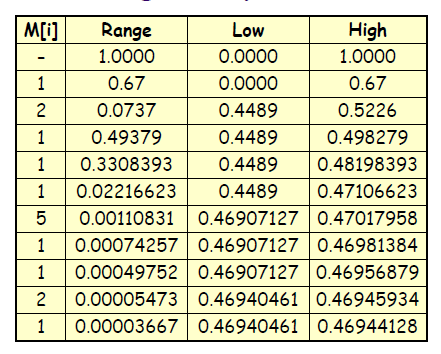 M[i] Range Low High
- 1.0000 0.0000 1.0000
1 0.67 0.0000 0.67
2 0.0737 0.4489 0.5226
1 0.49379 0.4489 0.498279
1 0.3308393 0.4489 0.48198393
1 0.02216623 0.4489 0.47106623
5 0.00110831 0.46907127 0.47017958
1 0.00074257 0.46907127 0.46981384
1 0.00049752 0.46907127 0.46956879
2 0.00005473 0.46940461 0.46945934
1 0.00003667 0.46940461 0.46944128